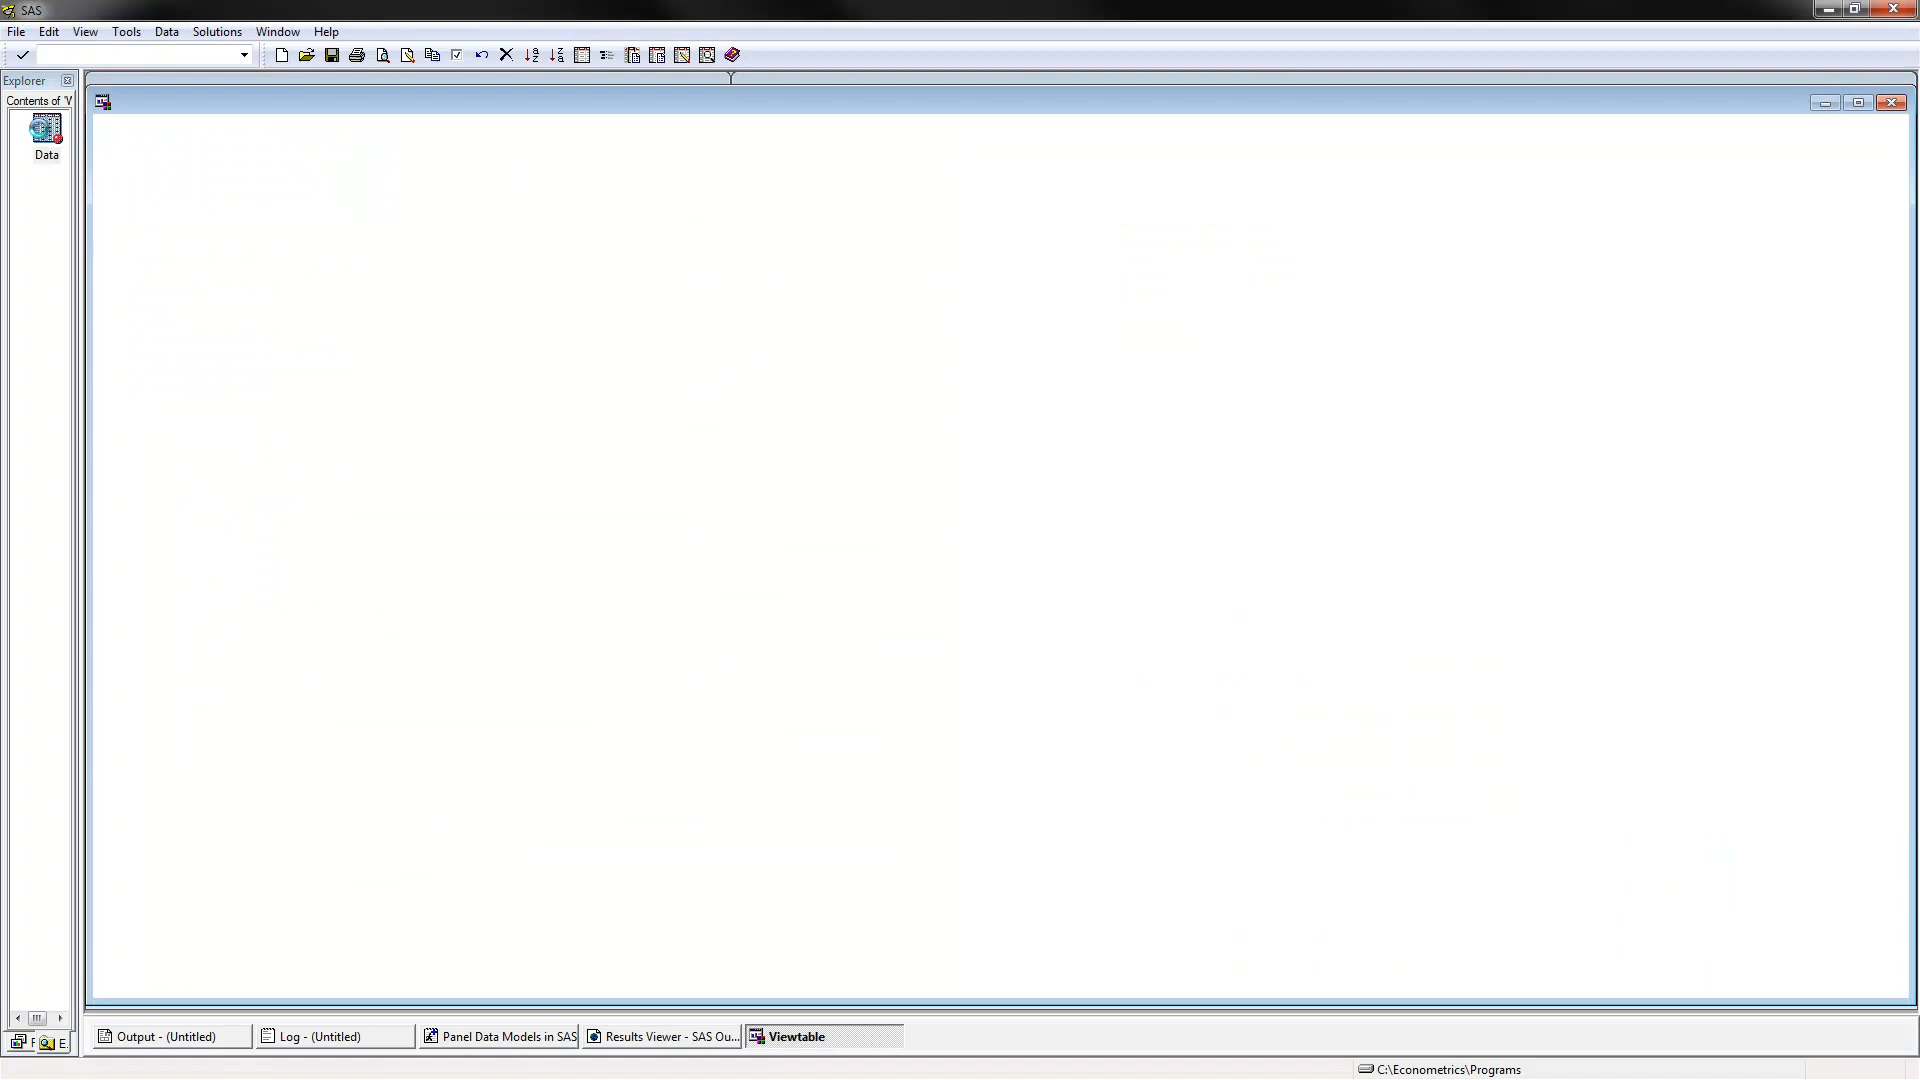 SAS
File Edit View Tools Data Solutions Window Help
Explorer
Contents of 'W
Data
E.
Output - (Untitled) Log - (Untitled) Panel Data Models in SAS Results Viewer - SAS Ou... Viewtable
C:\Econometrics\Programs